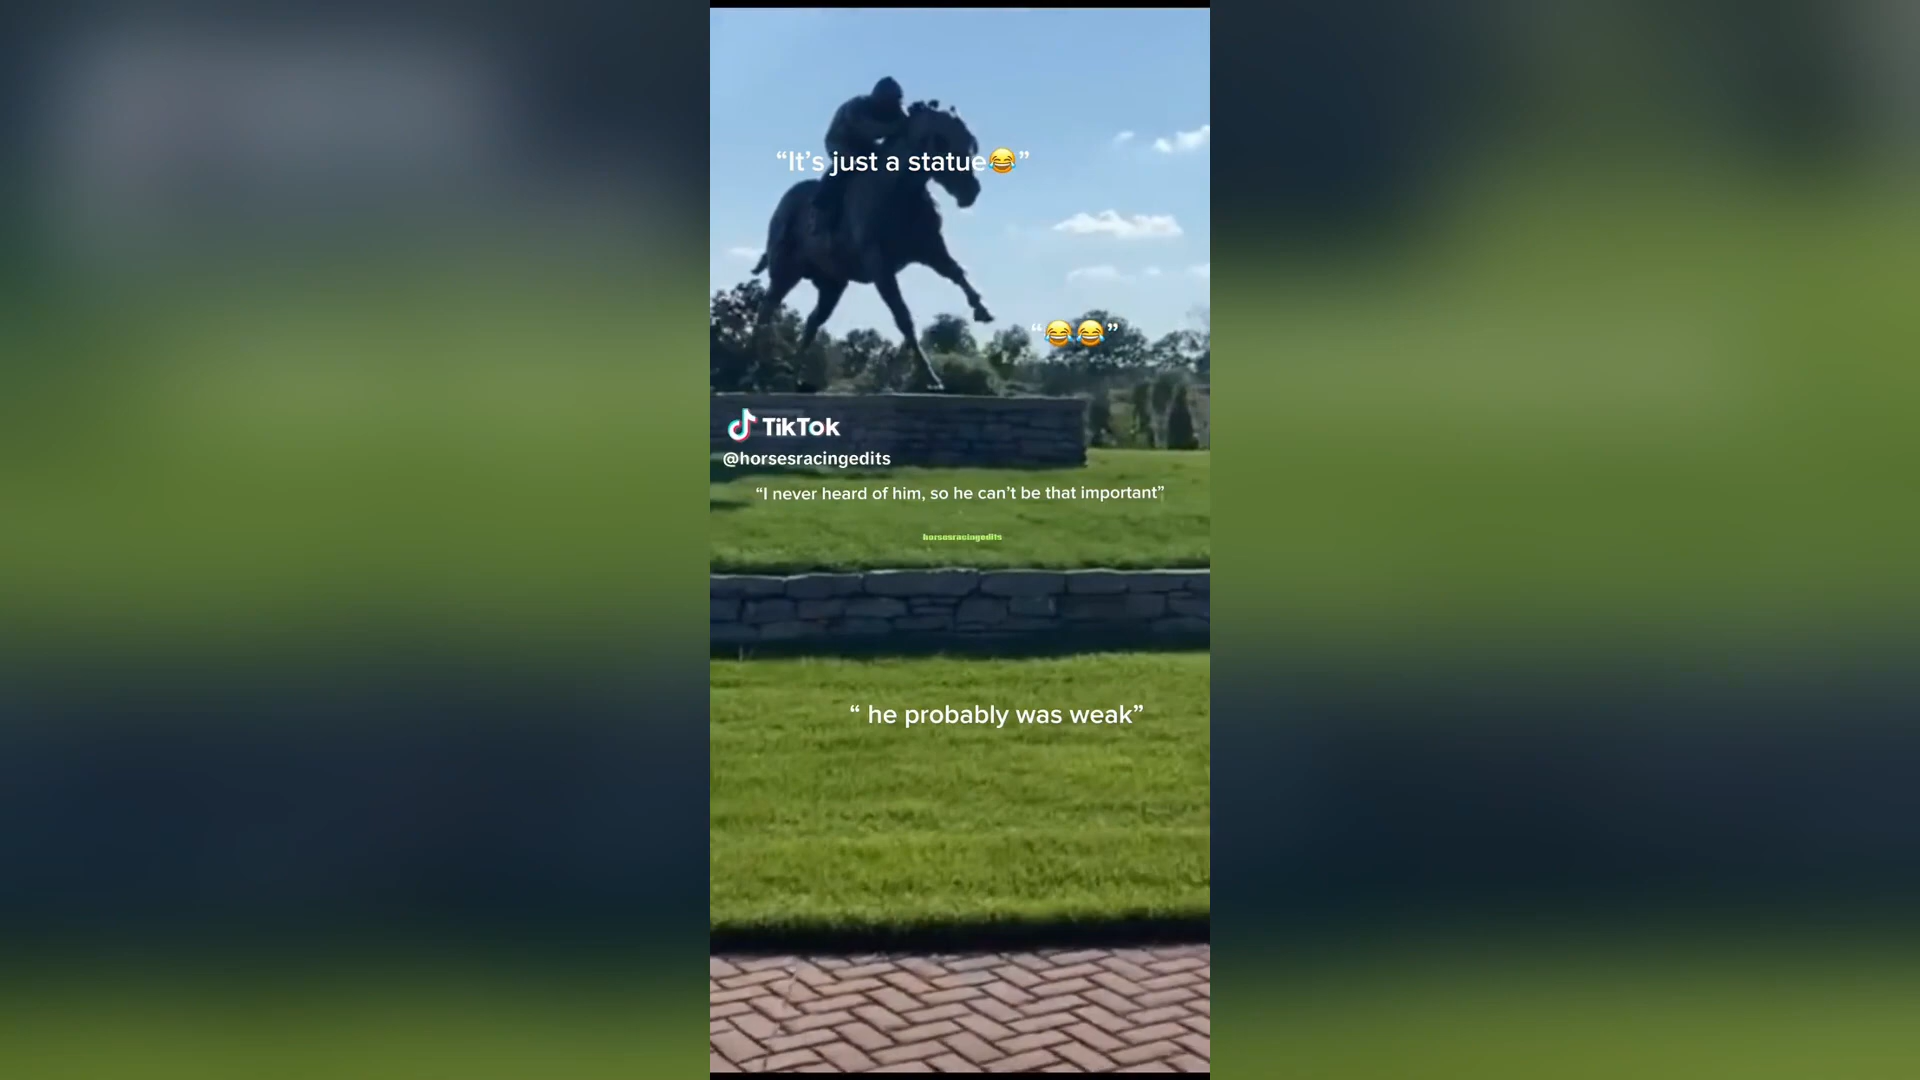 “It’s just a statue😂”
“😂😂”
TikTok
@horsesracingedits
“I never heard of him, so he can’t be that important”
horsesracingedits
“ he probably was weak”